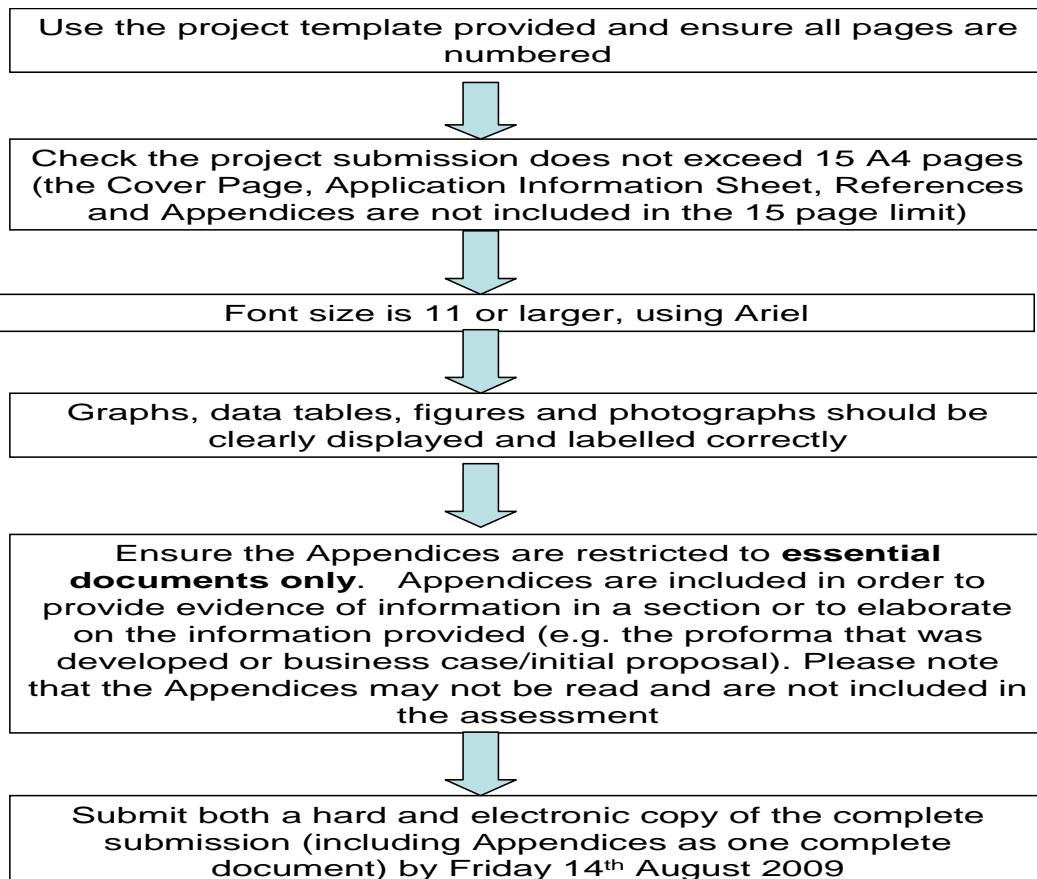 Use the project template provided and ensure all pages are
numbered
Check the project submission does not exceed 15 A4 pages
(the Cover Page, Application Information Sheet, References
and Appendices are not included in the 15 page limit)
Font size is 11 or larger, using Ariel
Graphs, data tables, figures and photographs should be
clearly displayed and labelled correctly
Ensure the Appendices are restricted to essential
documents only.   Appendices are included in order to
provide evidence of information in a section or to elaborate
on the information provided (e.g. the proforma that was
developed or business case/initial proposal). Please note
that the Appendices may not be read and are not included in
the assessment
Submit both a hard and electronic copy of the complete
submission (including Appendices as one complete
document) by Friday 14th August 2009